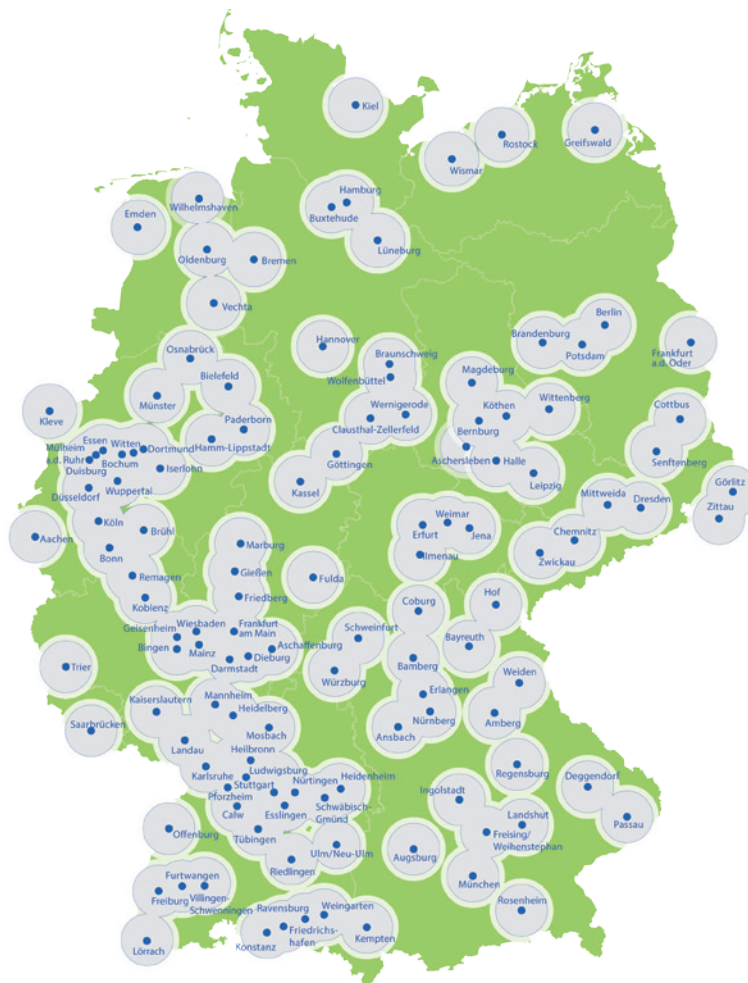 Kiel
Rostock
Greifswald
Wismar
Wilhelmshaven
Hamburg
Buxtehude
Emden
Lüneburg
Oldenburg
Bremen
Vechta
Berlin
Brandenburg
Potsdam
Frankfurt
a.d. Oder
Hannover
Osnabrück
Braunschweig
Wolfenbüttel
Magdeburg
Bielefeld
Münster
Kleve
Wernigerode
Clausthal-Zellerfeld
Köthen
Wittenberg
Bernburg
Cottbus
Paderborn
Hamm-Lippstadt
Essen
Witten
Dortmund
Mülheim
a.d. Ruhr
Bochum
Duisburg
Iserlohn
Göttingen
Aschersleben
Halle
Senftenberg
Leipzig
Kassel
Wuppertal
Düsseldorf
Görlitz
Zittau
Mittweida
Dresden
Köln
Brühl
Aachen
Weimar
Erfurt
Jena
Chemnitz
Zwickau
Ilmenau
Bonn
Marburg
Gießen
Remagen
Fulda
Friedberg
Koblenz
Coburg
Hof
Geisenheim
Wiesbaden
Frankfurt
am Main
Bingen
Mainz
Aschaffenburg
Dieburg
Darmstadt
Schweinfurt
Bayreuth
Bamberg
Würzburg
Trier
Weiden
Kaiserslautern
Mannheim
Heidelberg
Erlangen
Nürnberg
Amberg
Saarbrücken
Mosbach
Ansbach
Landau
Heilbronn
Karlsruhe
Ludwigsburg
Regensburg
Stuttgart
Nürtingen
Heidenheim
Pforzheim
Calw
Esslingen
Schwäbisch-
Gmünd
Ingolstadt
Deggendorf
Offenburg
Tübingen
Landshut
Freising/
Weihenstephan
Passau
Ulm/Neu-Ulm
Augsburg
Riedlingen
Furtwangen
Freiburg
Villingen-
Schwenningen
München
Rosenheim
Ravensburg
Weingarten
Friedrichs-
hafen
Konstanz
Kempten
Lörrach